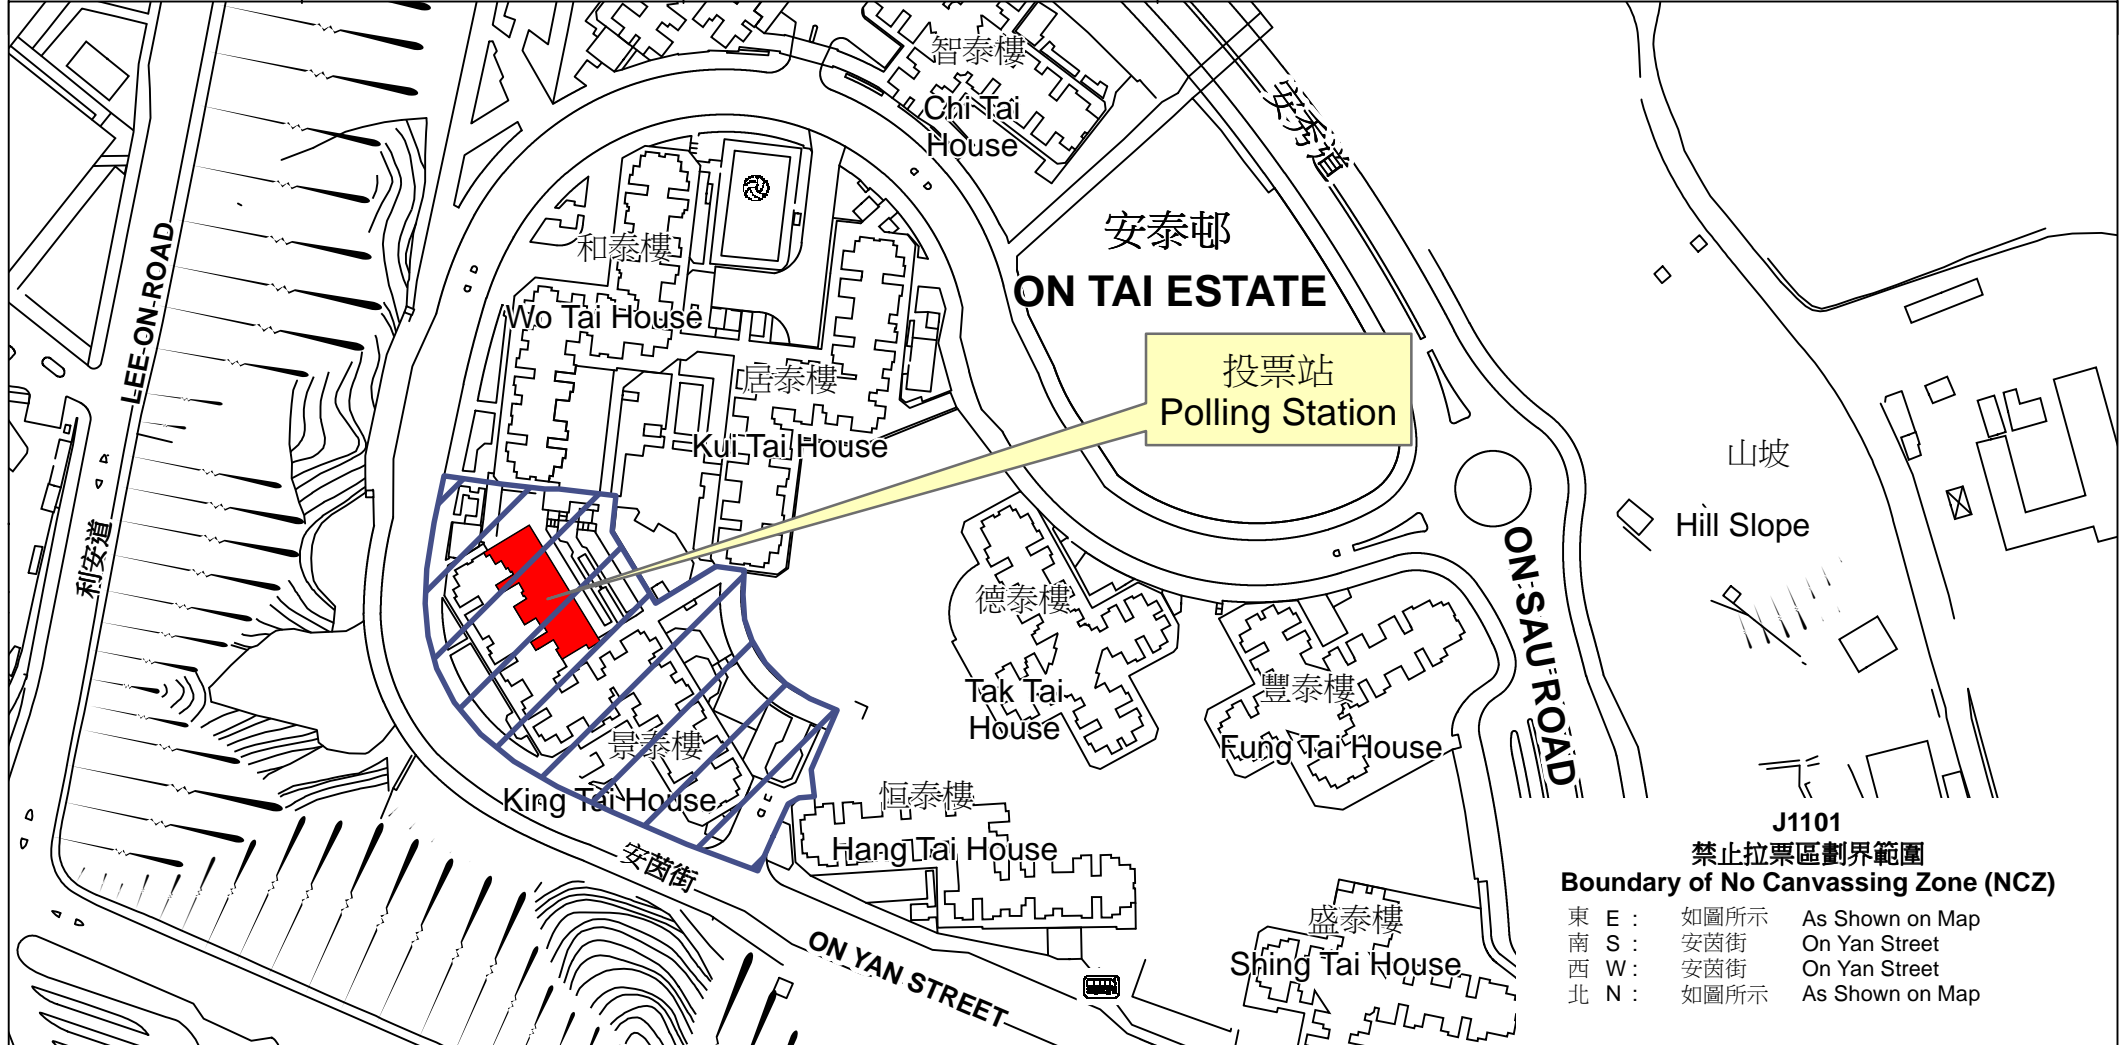 智泰樓
Chi Tai
House
安秀道
安泰邨
ON TAI ESTATE
和泰樓
Wo Tai House
LEE ON ROAD
居泰樓
Kui Tai House
投票站
Polling Station
山坡
Hill Slope
利安道
ON SAU ROAD
德泰樓
Tak Tai
House
豐泰樓
Fung Tai House
景泰樓
King Tai House
恒泰樓
Hang Tai House
安茵街
ON YAN STREET
盛泰樓
Shing Tai House
J1101
禁止拉票區劃界範圍
Boundary of No Canvassing Zone (NCZ)
東 E : 如圖所示 As Shown on Map
南 S : 安茵街 On Yan Street
西 W : 安茵街 On Yan Street
北 N : 如圖所示 As Shown on Map